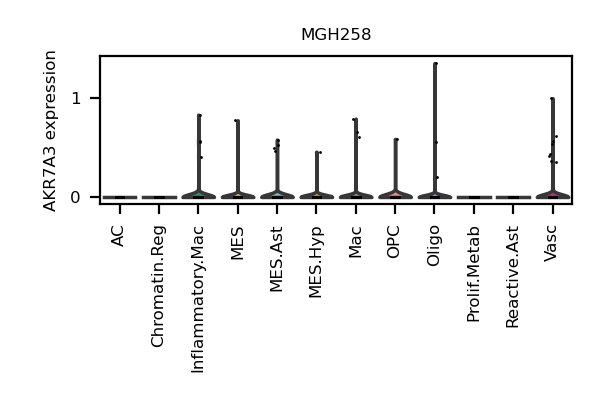 MGH258
AKR7A3 expression
1
0
AC
Chromatin.Reg
Inflammatory.Mac
MES
MES.Ast
MES.Hyp
Mac
OPC
Oligo
Prolif.Metab
Reactive.Ast
Vasc